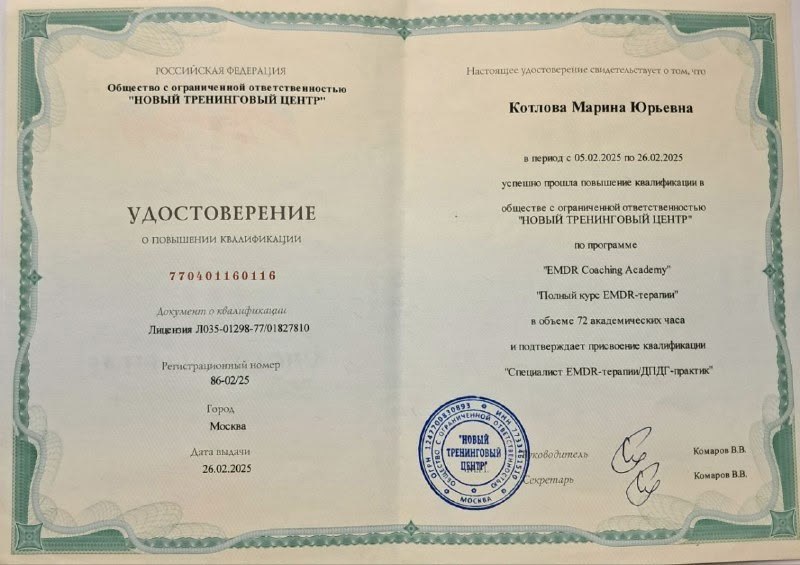 РОССИЙСКАЯ ФЕДЕРАЦИЯ
Общество с ограниченной ответственностью
"НОВЫЙ ТРЕНИНГОВЫЙ ЦЕНТР"
УДОСТОВЕРЕНИЕ
О ПОВЫШЕНИИ КВАЛИФИКАЦИИ
770401160116
Документ о квалификации
Лицензия Л035-01298-77/01827810
Регистрационный номер
86-02/25
Город
Москва
Дата выдачи
26.02.2025
Настоящее удостоверение свидетельствует о том, что
Котлова Марина Юрьевна
в период с 05.02.2025 по 26.02.2025
успешно прошла повышение квалификации в
обществе с ограниченной ответственностью
"НОВЫЙ ТРЕНИНГОВЫЙ ЦЕНТР"
по программе
"EMDR Coaching Academy"
"Полный курс EMDR-терапии"
в объеме 72 академических часа
и подтверждает присвоение квалификации
"Специалист EMDR-терапии/ДПДГ-практик"
Руководитель
Комаров В.В.
Секретарь
Комаров В.В.
ОБЩЕСТВО С ОГРАНИЧЕННОЙ ОТВЕТСТВЕННОСТЬЮ
"НОВЫЙ
ТРЕНИНГОВЫЙ
ЦЕНТР"
МОСКВА